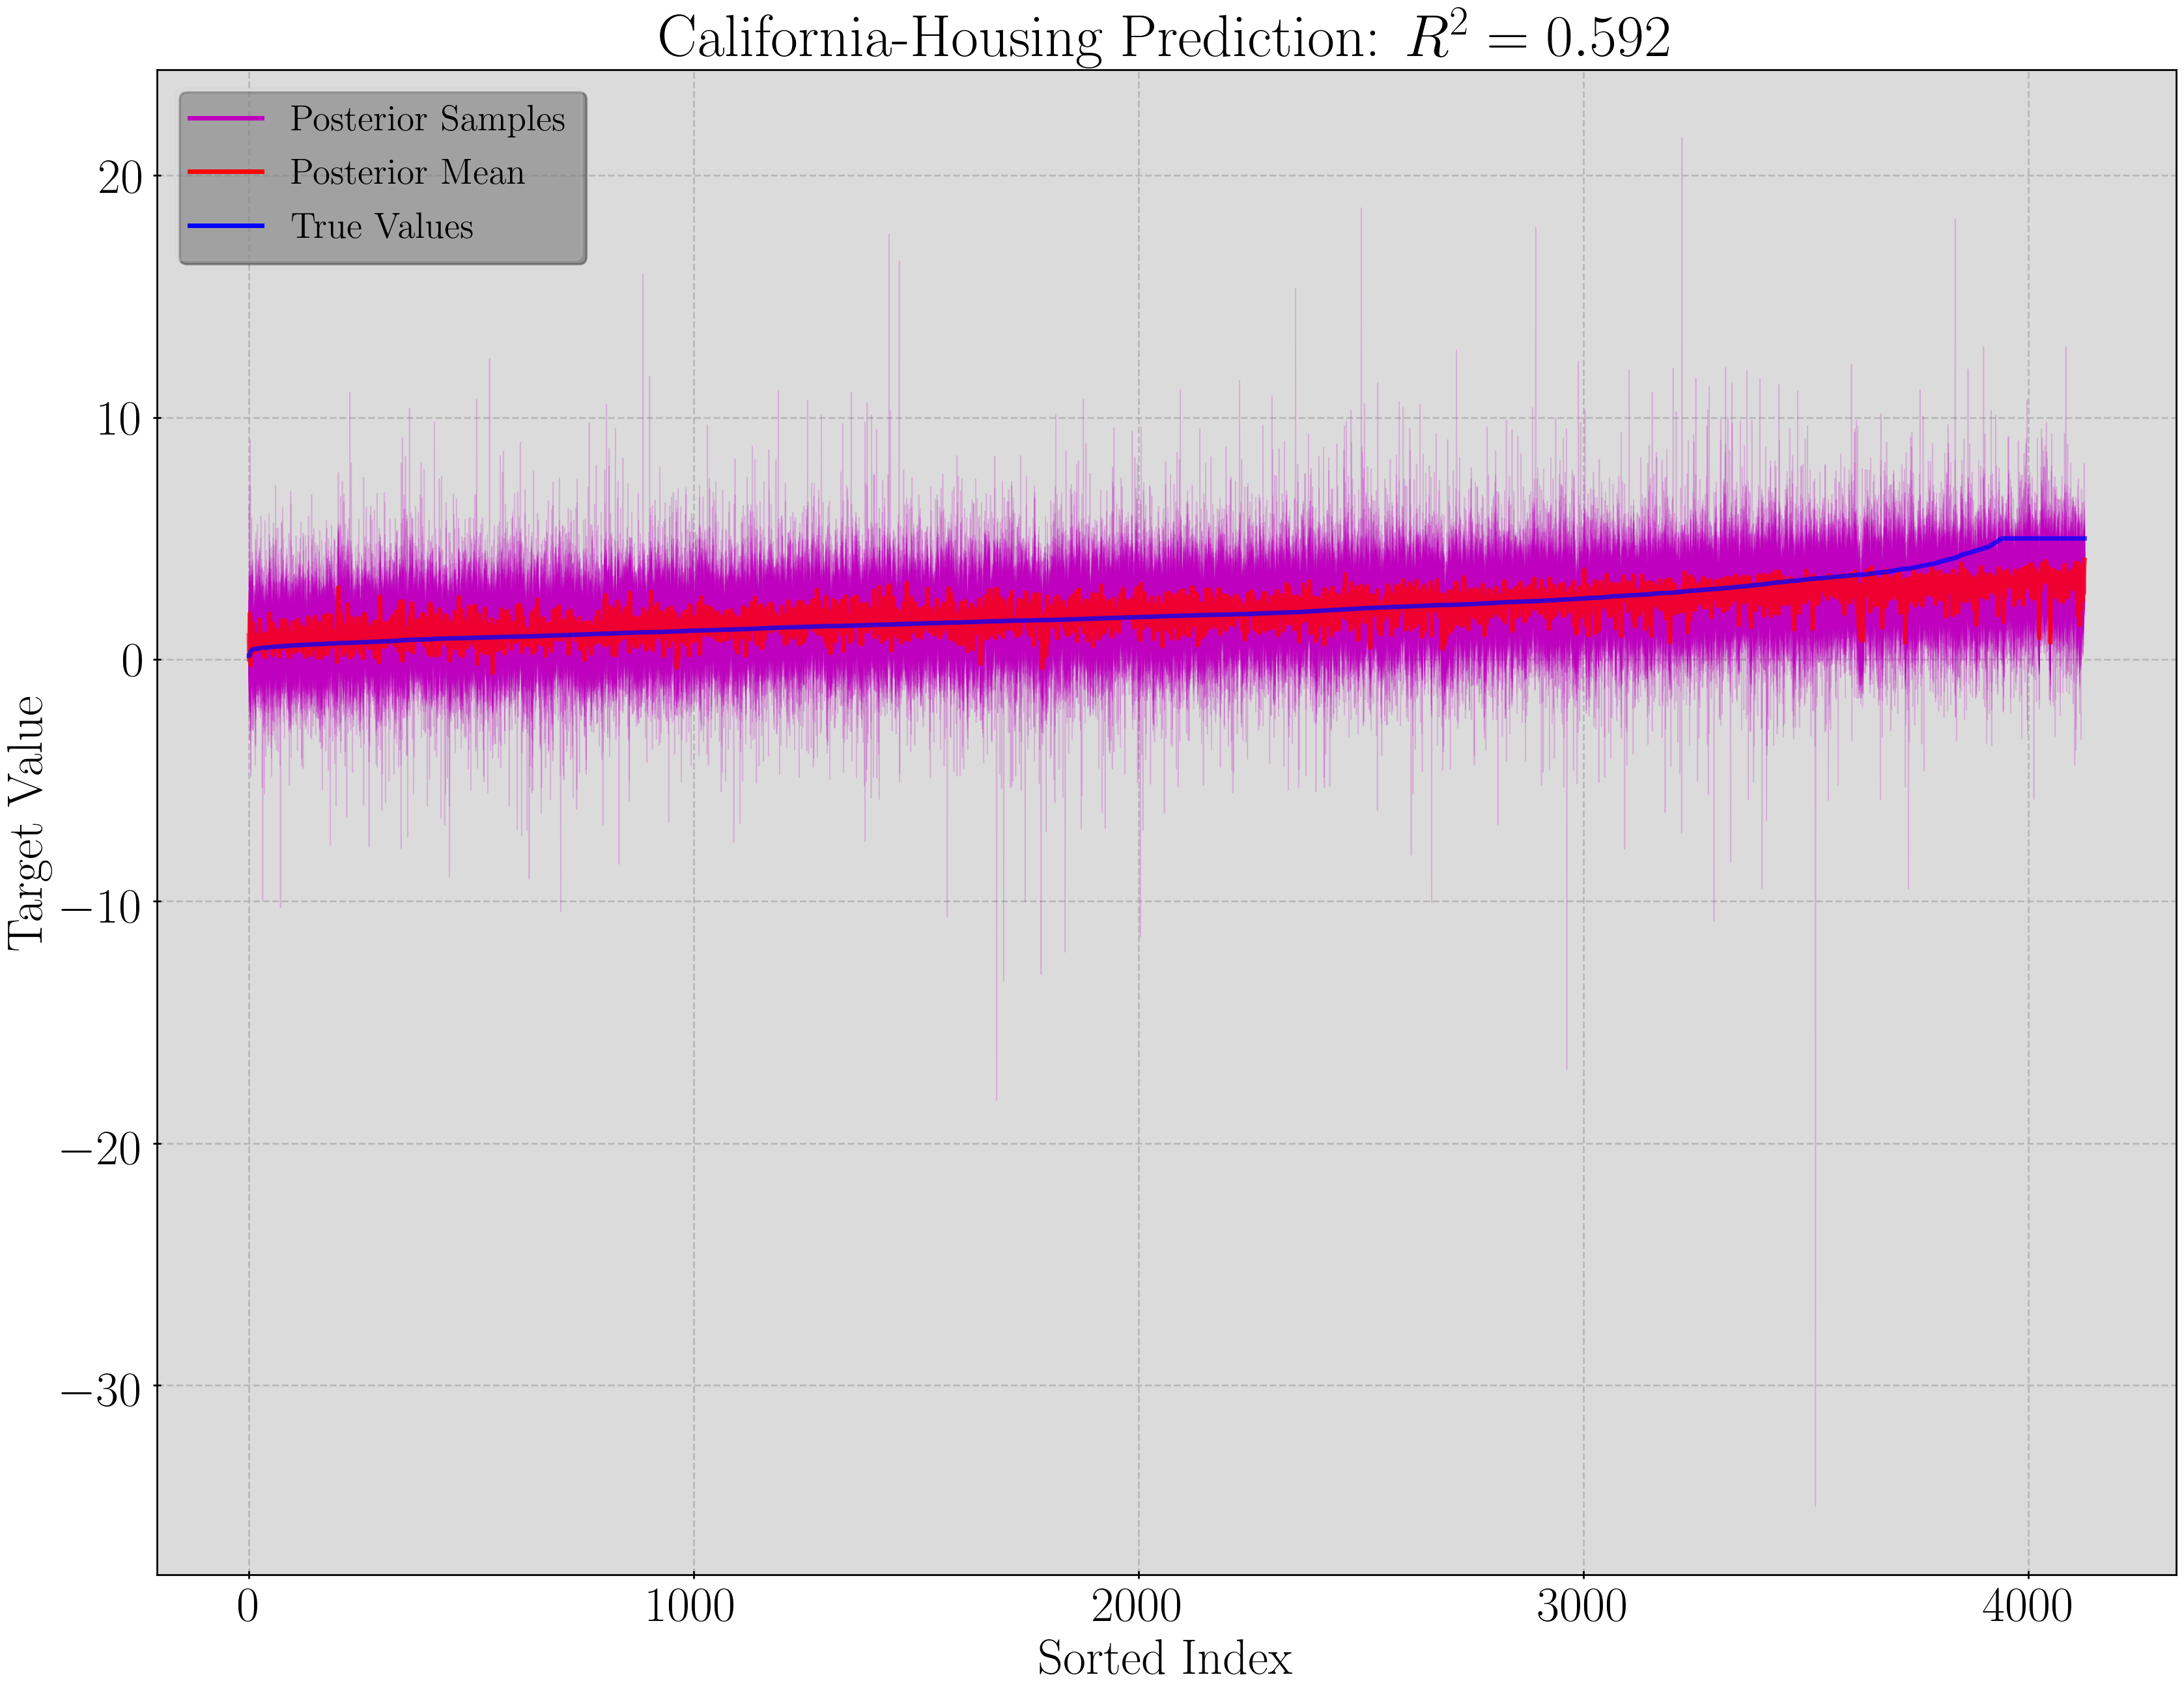 California-Housing Prediction: R² = 0.592
Posterior Samples
Posterior Mean
True Values
20
10
0
−10
−20
−30
Target Value
0 1000 2000 3000 4000
Sorted Index